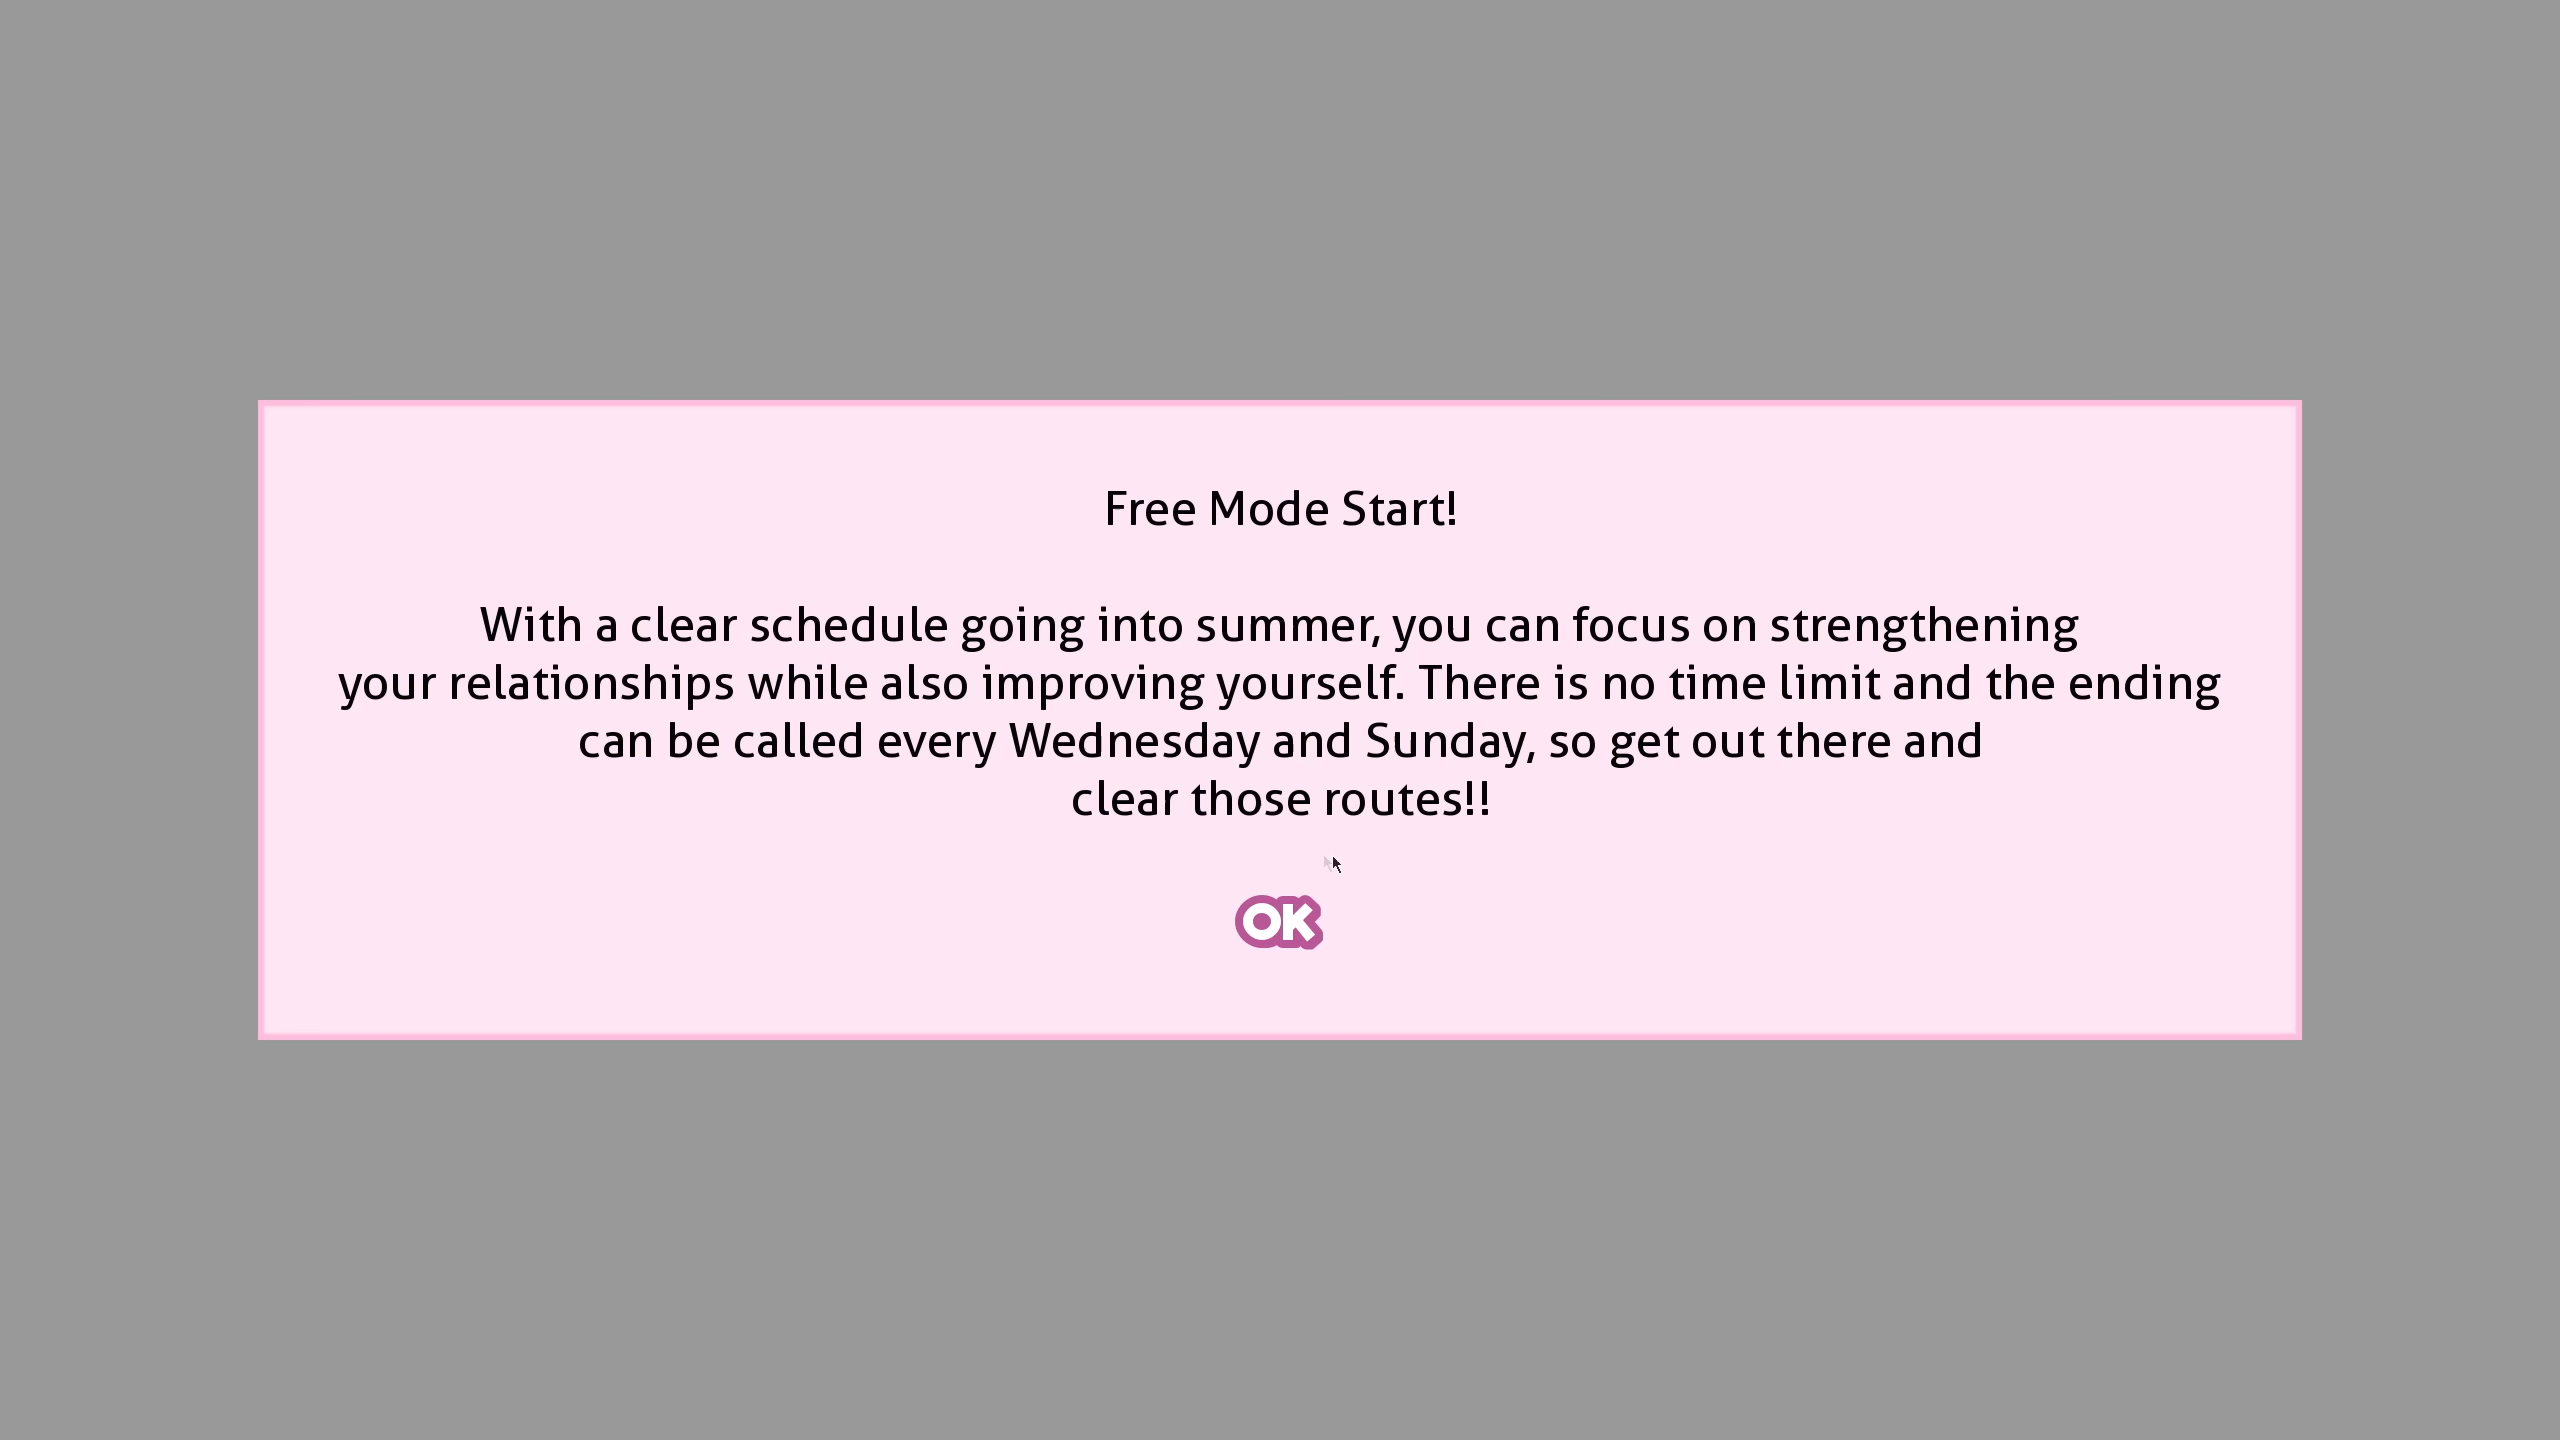 Free Mode Start!
With a clear schedule going into summer, you can focus on strengthening
your relationships while also improving yourself. There is no time limit and the ending
can be called every Wednesday and Sunday, so get out there and
clear those routes!!
OK